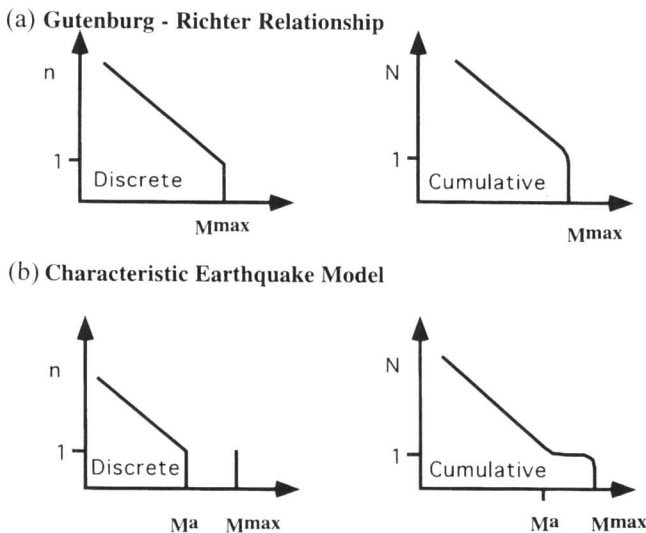 (a) Gutenburg - Richter Relationship
n
1
Discrete
Mmax
N
1
Cumulative
Mmax
(b) Characteristic Earthquake Model
n
1
Discrete
Ma
Mmax
N
1
Cumulative
Ma
Mmax